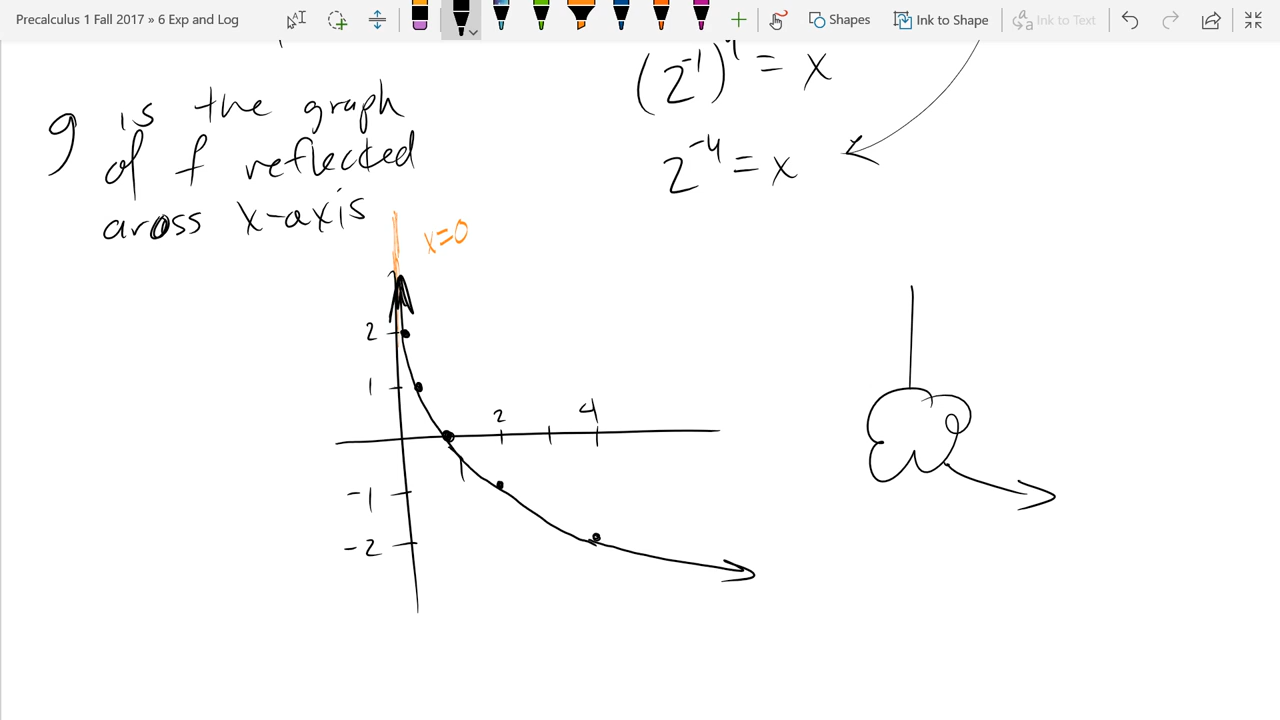 Precalculus 1 Fall 2017 » 6 Exp and Log
Shapes
Ink to Shape
Ink to Text
(2^-1)^4 = x
2^-4 = x
g is the graph
of f reflected
aross x-axis
x=0
2
1
2
4
-1
-2